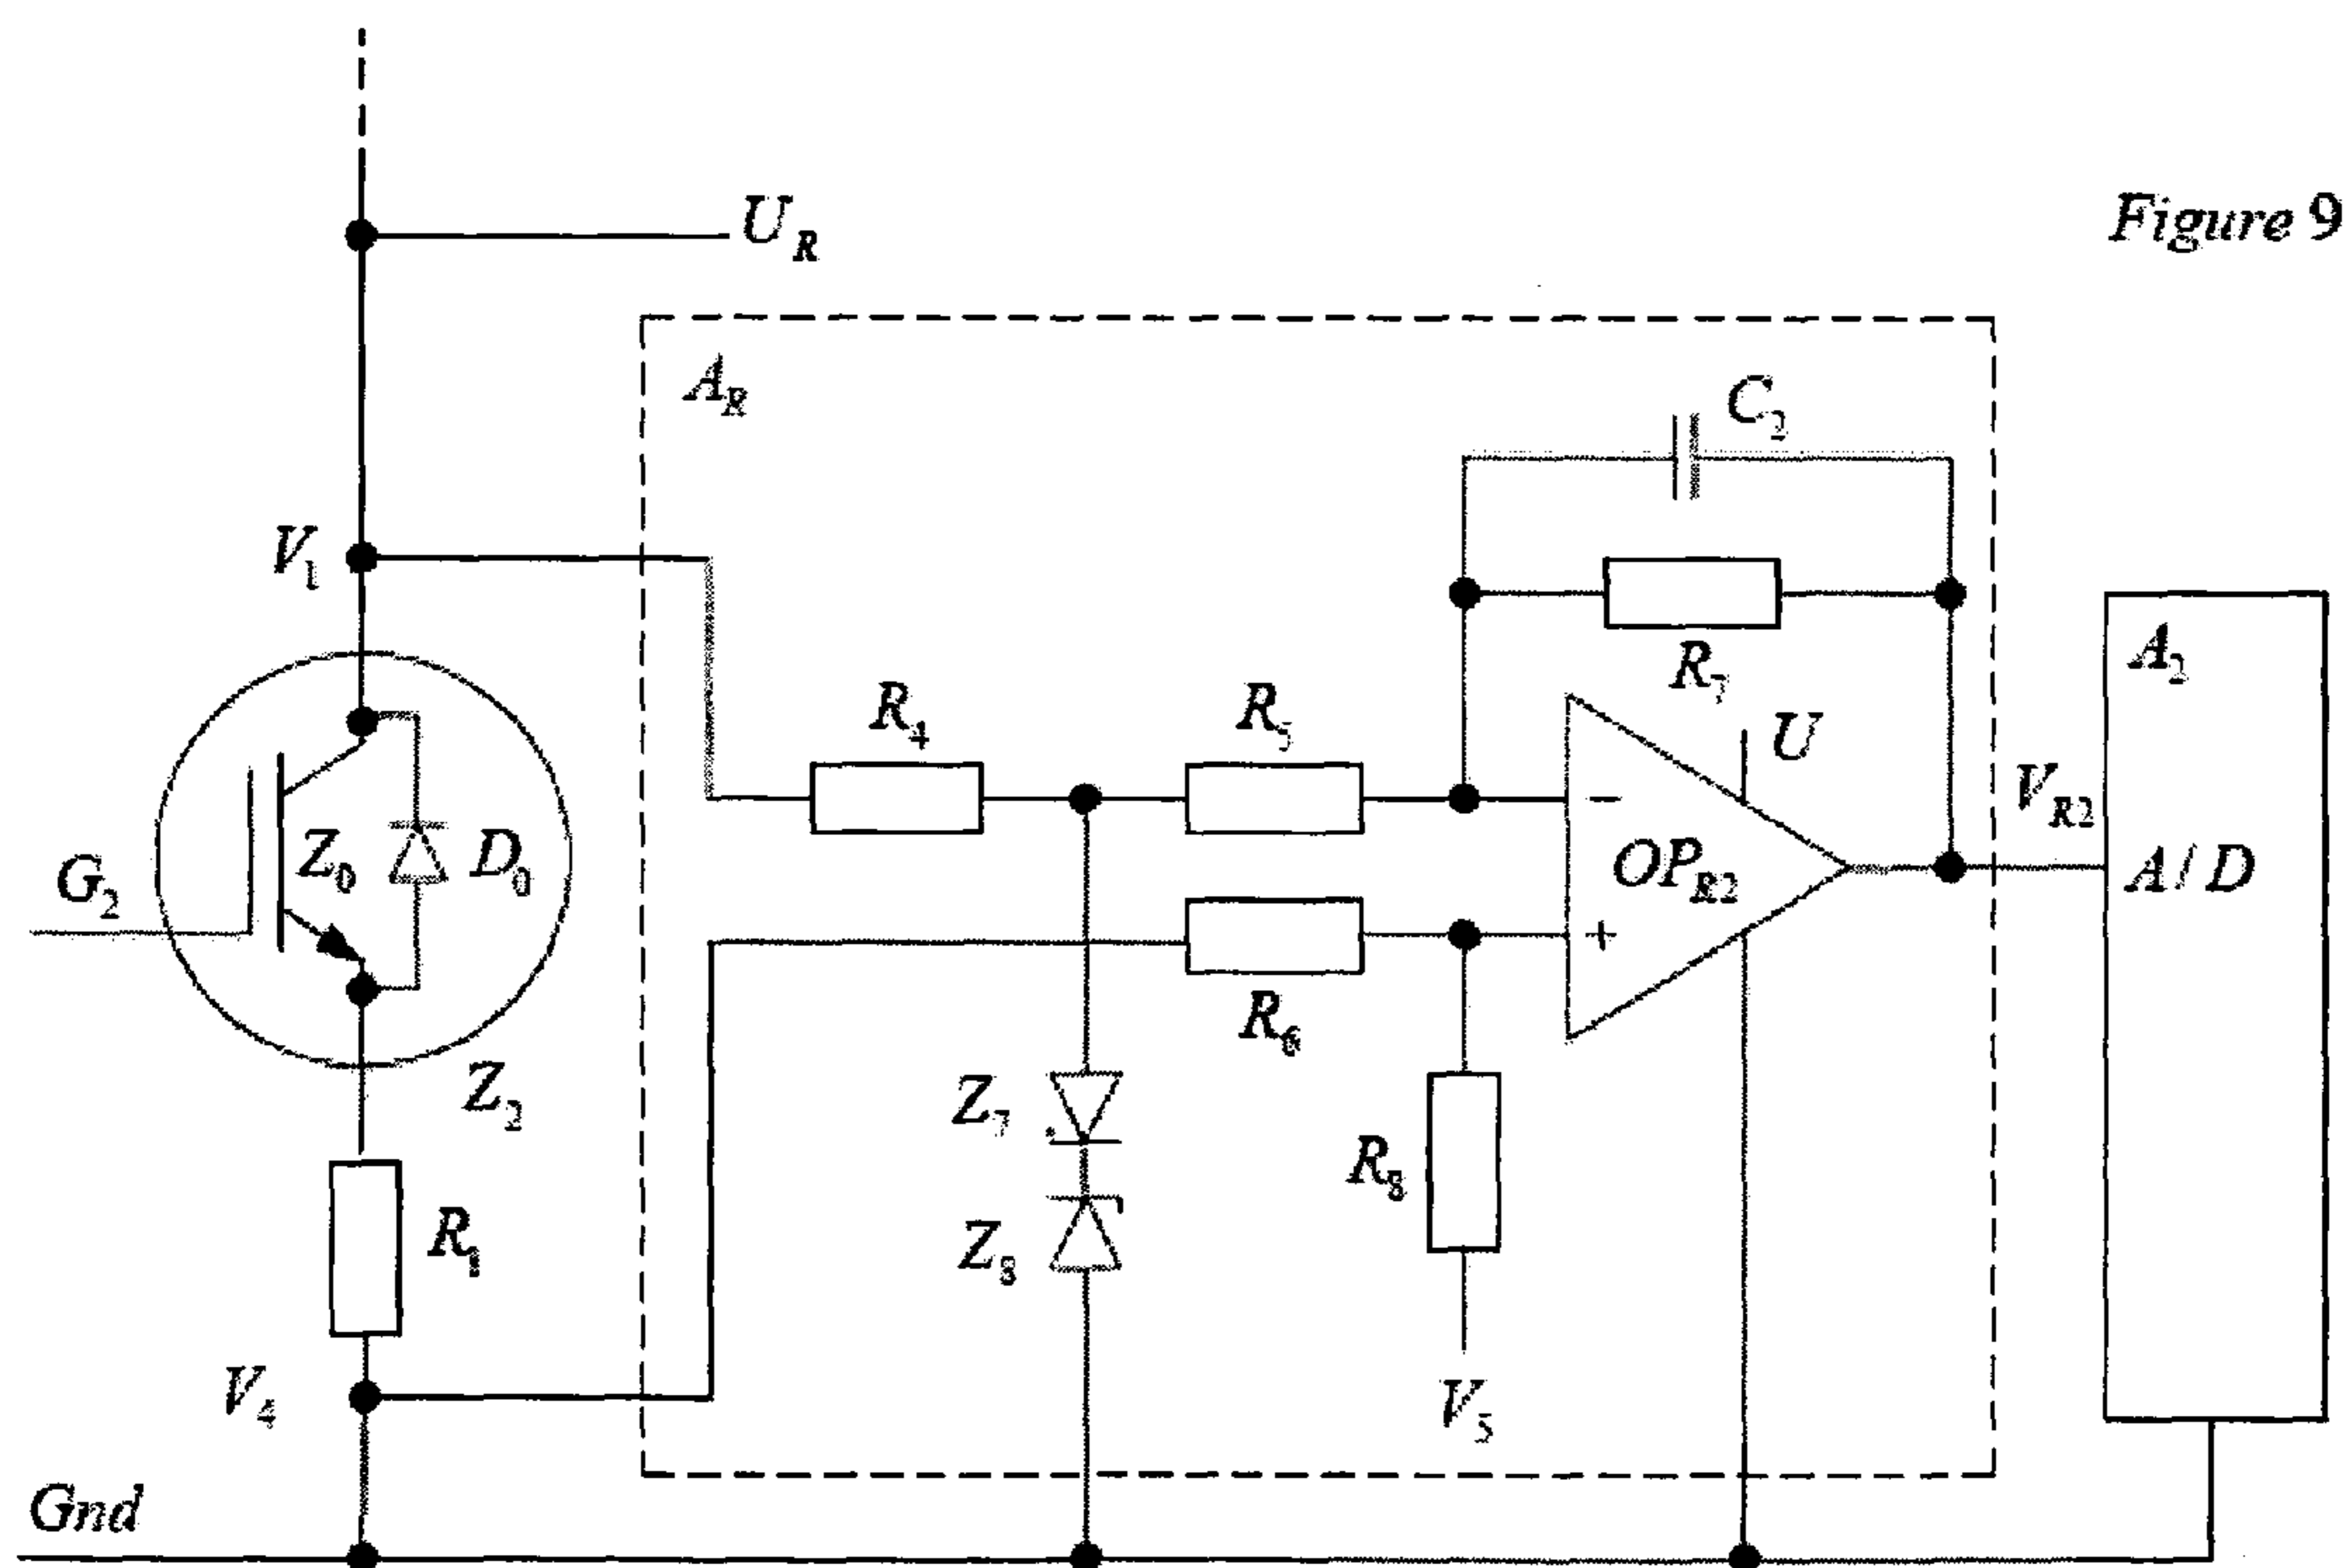 U_R
Figure 9
A_R
C_2
V_1
R_7
A_2
R_4
R_5
U
V_R2
Z_0
D_0
G_2
OP_R2
A/D
−
+
R_6
Z_2
Z_7
R_8
R_1
Z_8
V_4
V_5
Gnd